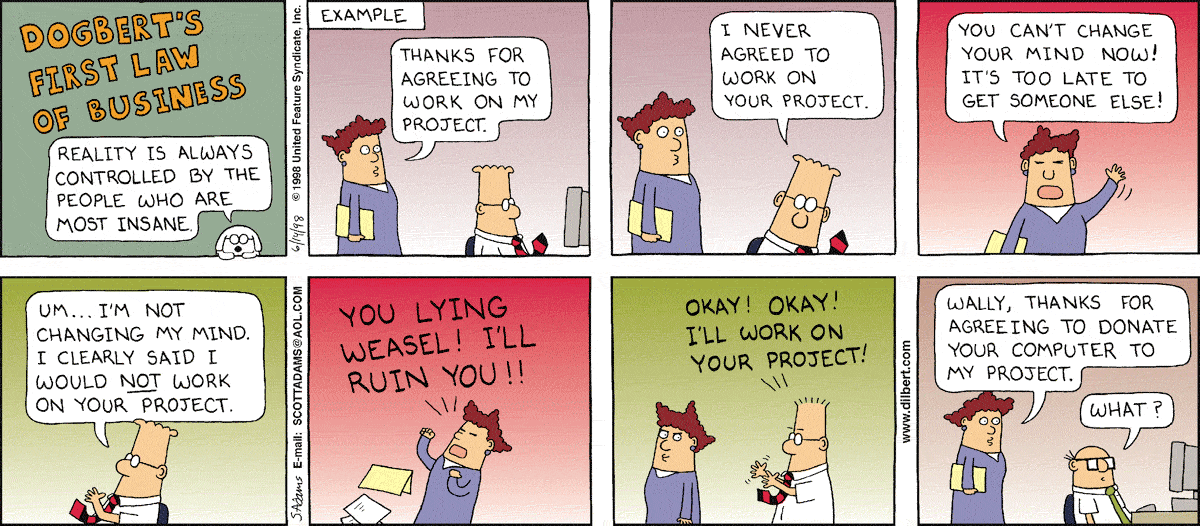 DOGBERT'S
FIRST LAW
OF BUSINESS
REALITY IS ALWAYS
CONTROLLED BY THE
PEOPLE WHO ARE
MOST INSANE.
6/14/98 © 1998 United Feature Syndicate, Inc.
EXAMPLE
THANKS FOR
AGREEING TO
WORK ON MY
PROJECT.
I NEVER
AGREED TO
WORK ON
YOUR PROJECT.
YOU CAN'T CHANGE
YOUR MIND NOW!
IT'S TOO LATE TO
GET SOMEONE ELSE!
UM... I'M NOT
CHANGING MY MIND.
I CLEARLY SAID I
WOULD NOT WORK
ON YOUR PROJECT.
S.Adams E-mail: SCOTTADAMS@AOL.COM
YOU LYING
WEASEL! I'LL
RUIN YOU!!
OKAY! OKAY!
I'LL WORK ON
YOUR PROJECT!
www.dilbert.com
WALLY, THANKS FOR
AGREEING TO DONATE
YOUR COMPUTER TO
MY PROJECT.
WHAT?